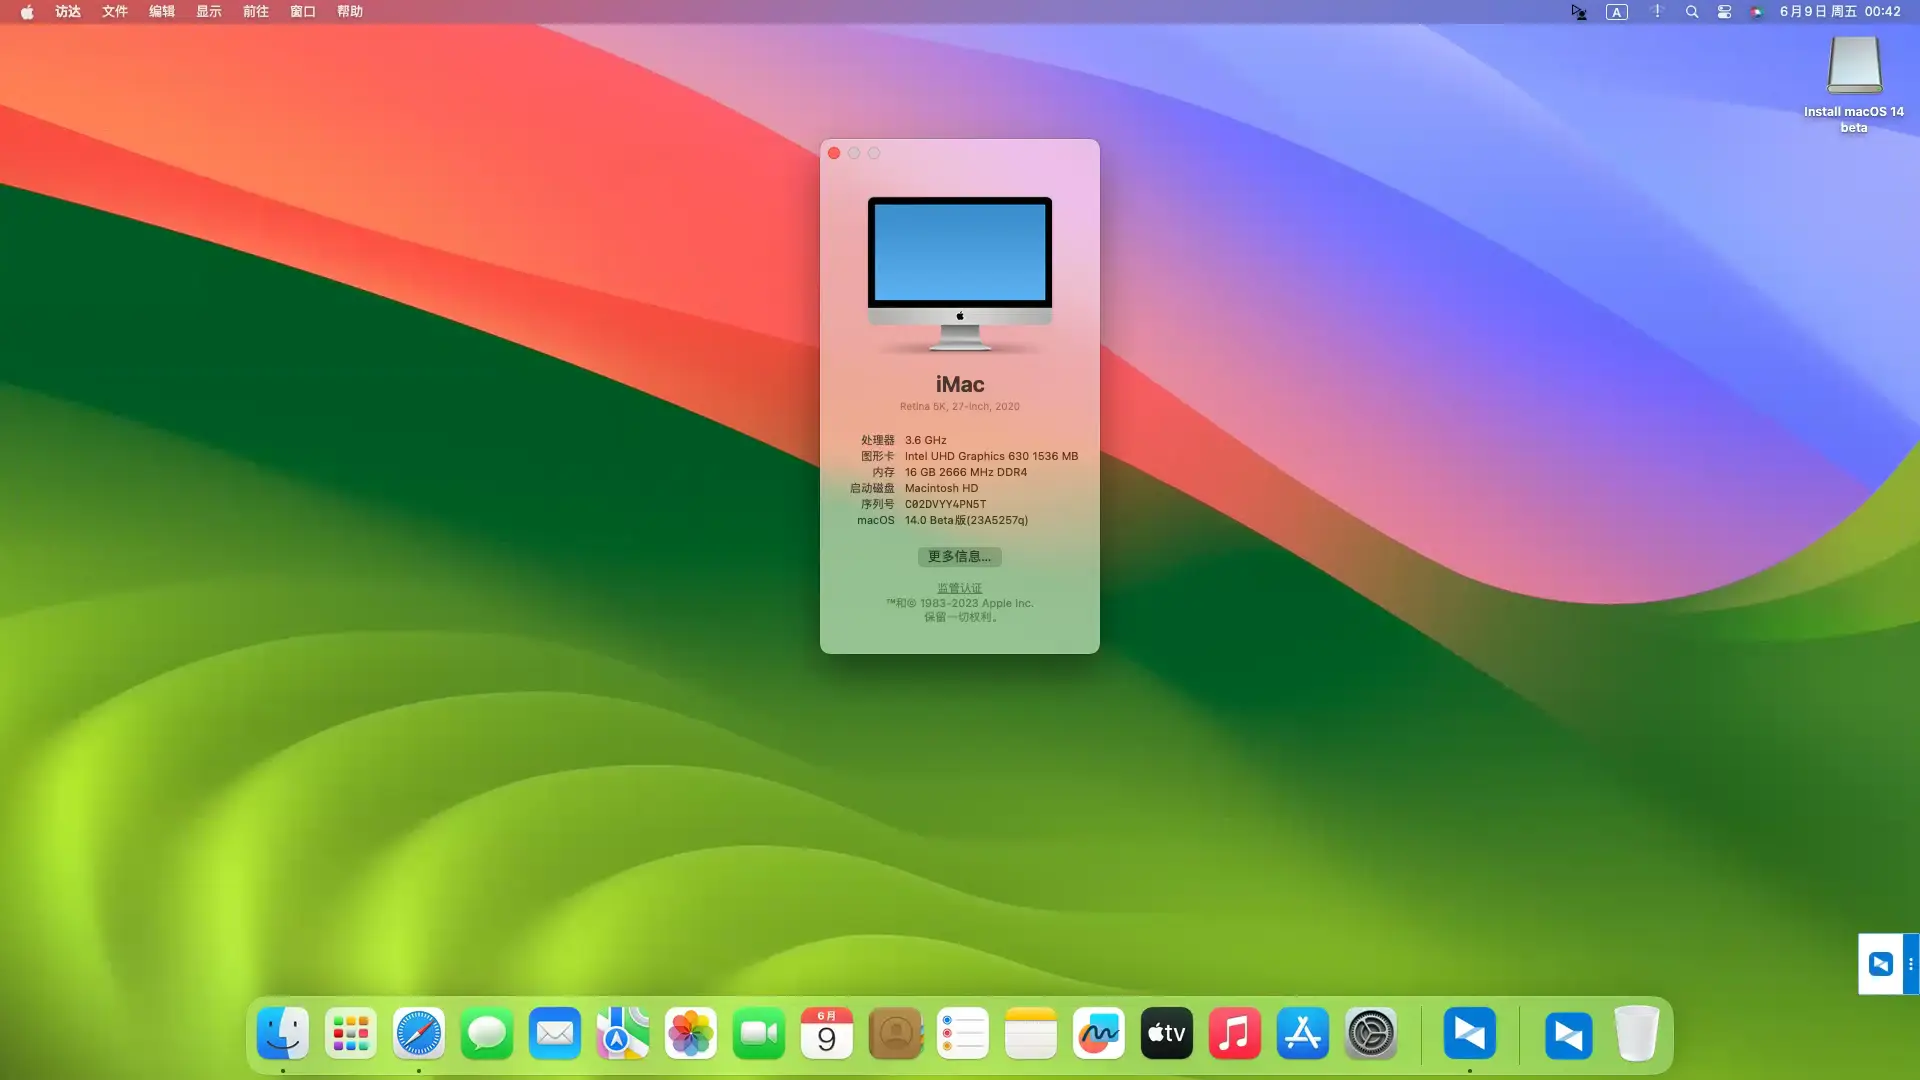 访达 文件 编辑 显示 前往 窗口 帮助
A 6月9日 周五 00:42
Install macOS 14
beta
iMac
Retina 5K, 27-inch, 2020
处理器 3.6 GHz
图形卡 Intel UHD Graphics 630 1536 MB
内存 16 GB 2666 MHz DDR4
启动磁盘 Macintosh HD
序列号 C02DVYY4PN5T
macOS 14.0 Beta版(23A5257q)
更多信息...
监管认证
™和© 1983-2023 Apple Inc.
保留一切权利。
6月
9
tv